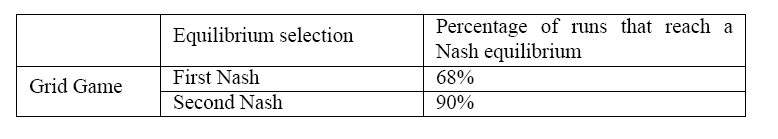 Equilibrium selection
Percentage of runs that reach a
Nash equilibrium
Grid Game
First Nash
68%
Second Nash
90%